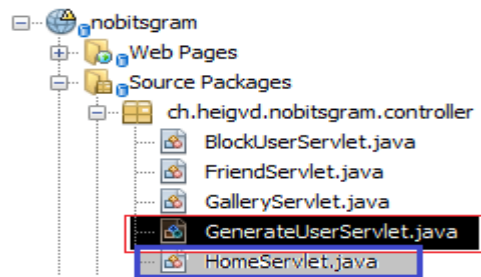 nobitsgram
Web Pages
Source Packages
ch.heigvd.nobitsgram.controller
BlockUserServlet.java
FriendServlet.java
GalleryServlet.java
GenerateUserServlet.java
HomeServlet.java